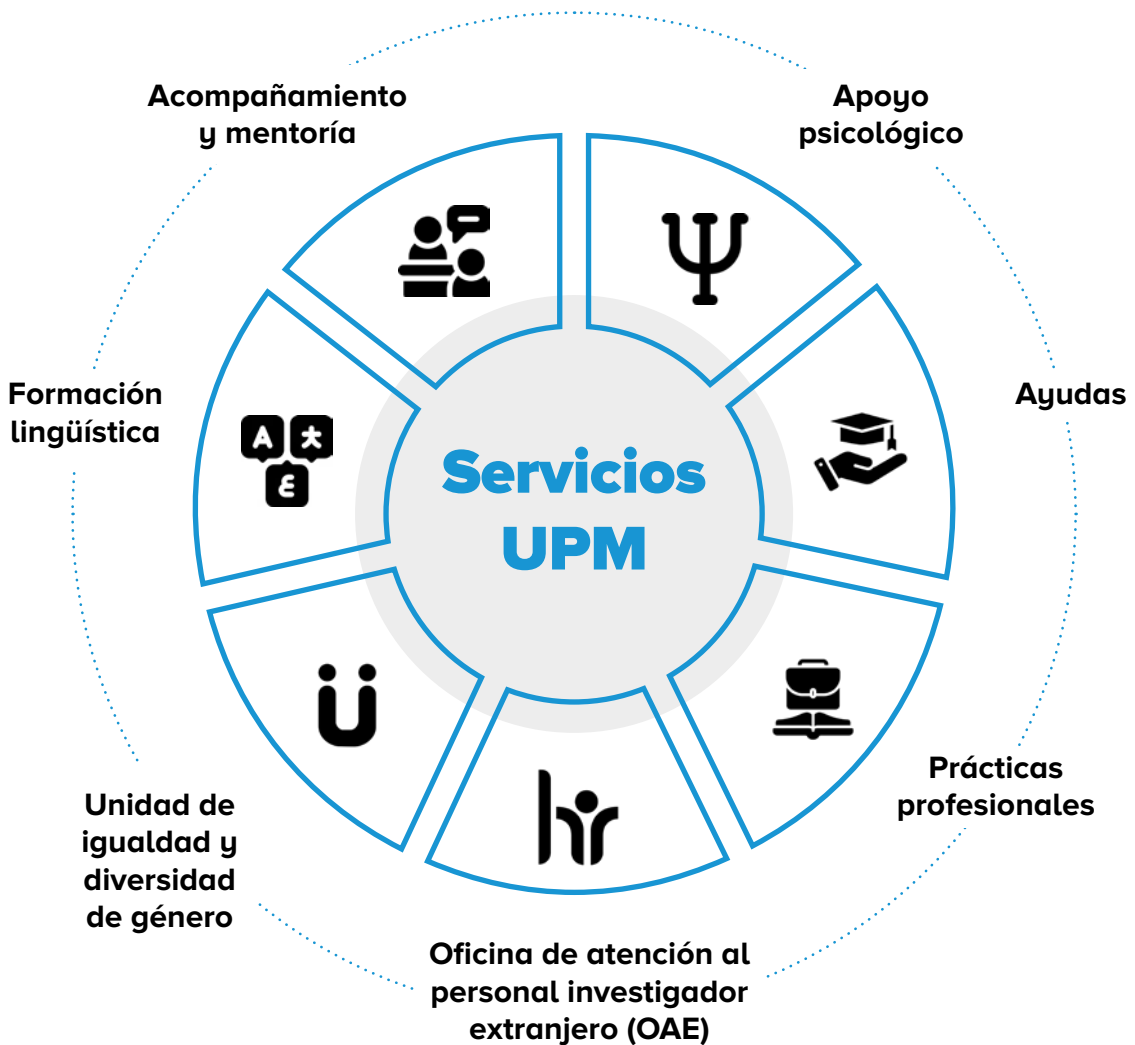 Acompañamiento
y mentoría
Apoyo
psicológico
Formación
lingüística
Ayudas
Servicios
UPM
Prácticas
profesionales
Unidad de
igualdad y
diversidad
de género
Oficina de atención al
personal investigador
extranjero (OAE)